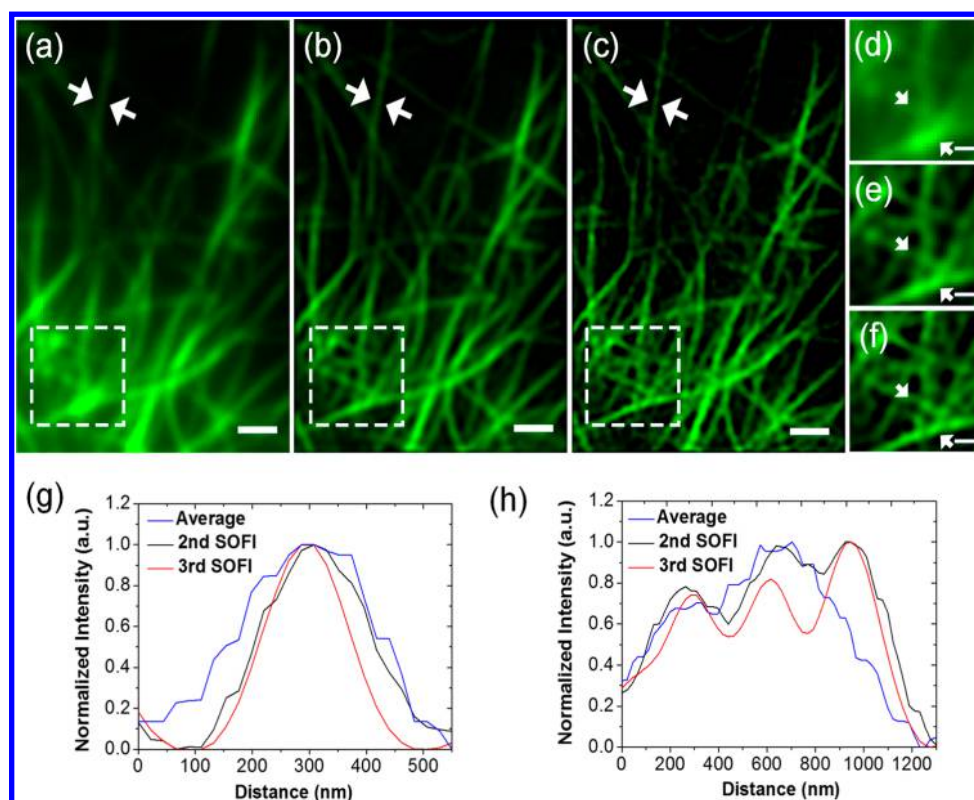 (a)
(b)
(c)
(d)
(e)
(f)
(g)
1.2
1.0
0.8
0.6
0.4
0.2
0.0
Normalized Intensity (a.u.)
Average
2nd SOFI
3rd SOFI
0 100 200 300 400 500
Distance (nm)
(h)
1.2
1.0
0.8
0.6
0.4
0.2
0.0
Normalized Intensity (a.u.)
Average
2nd SOFI
3rd SOFI
0 200 400 600 800 1000 1200
Distance (nm)